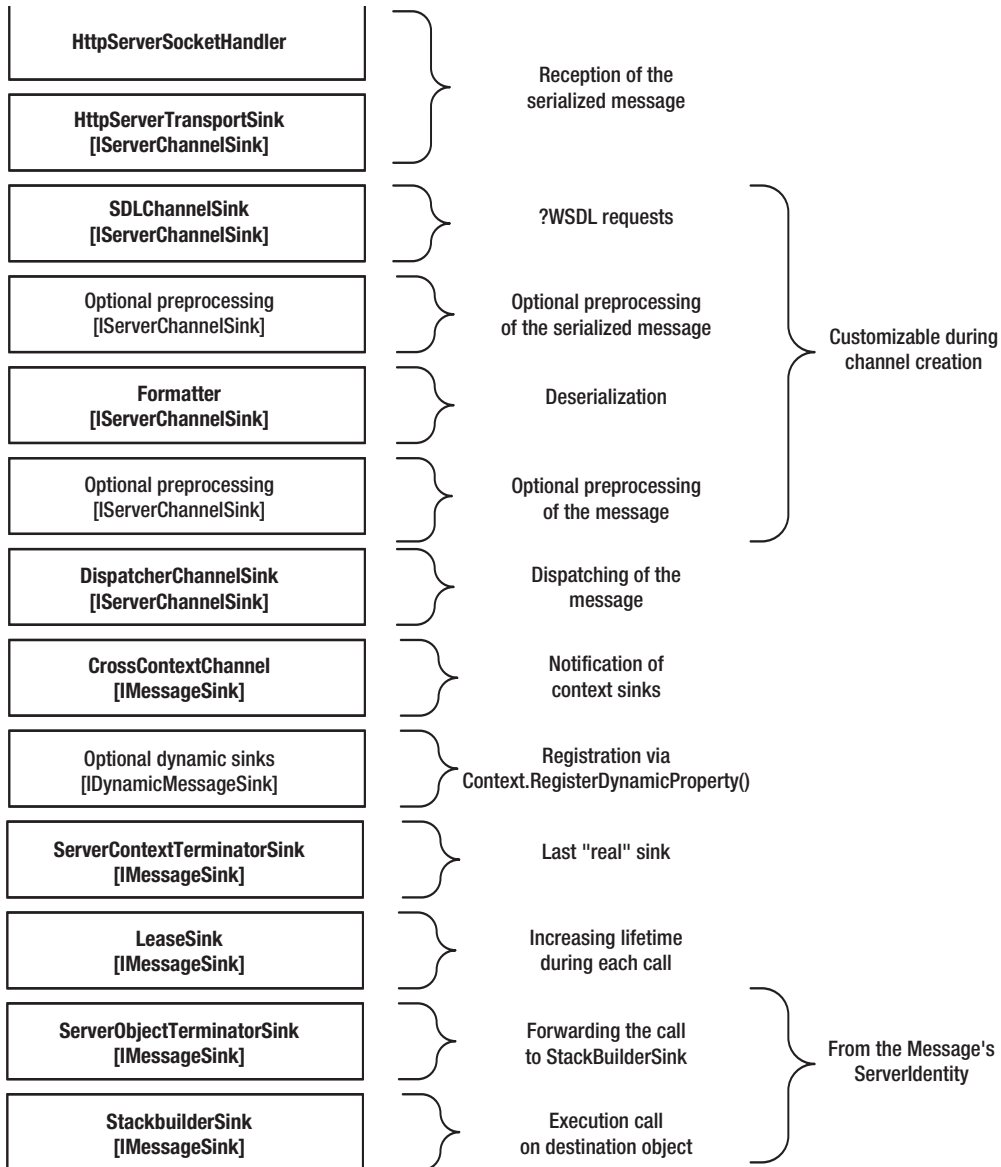 HttpServerSocketHandler
Reception of the
serialized message
HttpServerTransportSink
[IServerChannelSink]
SDLChannelSink
[IServerChannelSink]
?WSDL requests
Optional preprocessing
[IServerChannelSink]
Optional preprocessing
of the serialized message
Customizable during
channel creation
Formatter
[IServerChannelSink]
Deserialization
Optional preprocessing
[IServerChannelSink]
Optional preprocessing
of the message
DispatcherChannelSink
[IServerChannelSink]
Dispatching of the
message
CrossContextChannel
[IMessageSink]
Notification of
context sinks
Optional dynamic sinks
[IDynamicMessageSink]
Registration via
Context.RegisterDynamicProperty()
ServerContextTerminatorSink
[IMessageSink]
Last "real" sink
LeaseSink
[IMessageSink]
Increasing lifetime
during each call
ServerObjectTerminatorSink
[IMessageSink]
Forwarding the call
to StackBuilderSink
From the Message's
ServerIdentity
StackbuilderSink
[IMessageSink]
Execution call
on destination object